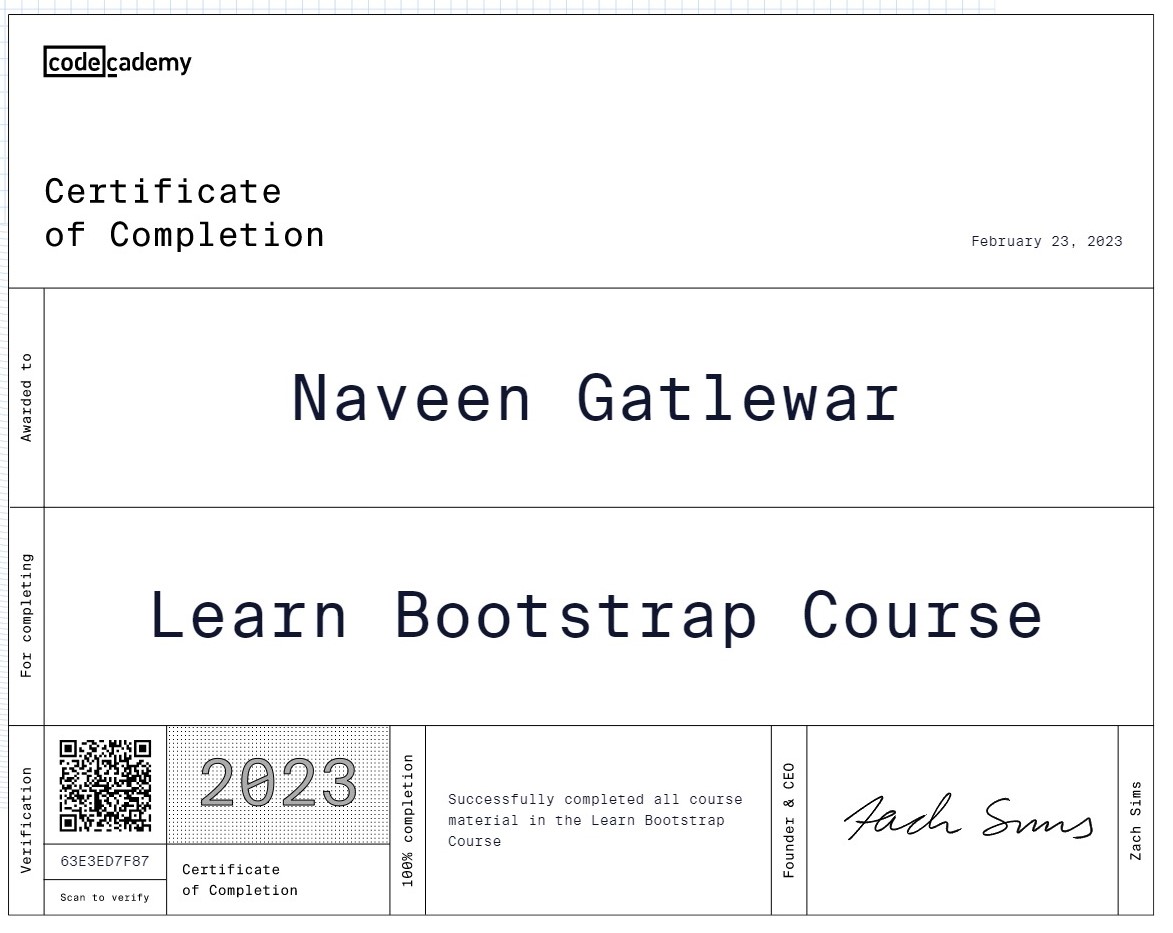 codecademy
Certificate
of Completion
February 23, 2023
Awarded to
Naveen Gatlewar
For completing
Learn Bootstrap Course
Verification
63E3ED7F87
Scan to verify
2023
Certificate
of Completion
100% completion
Successfully completed all course
material in the Learn Bootstrap
Course
Founder & CEO
Zach Sims
Zach Sims